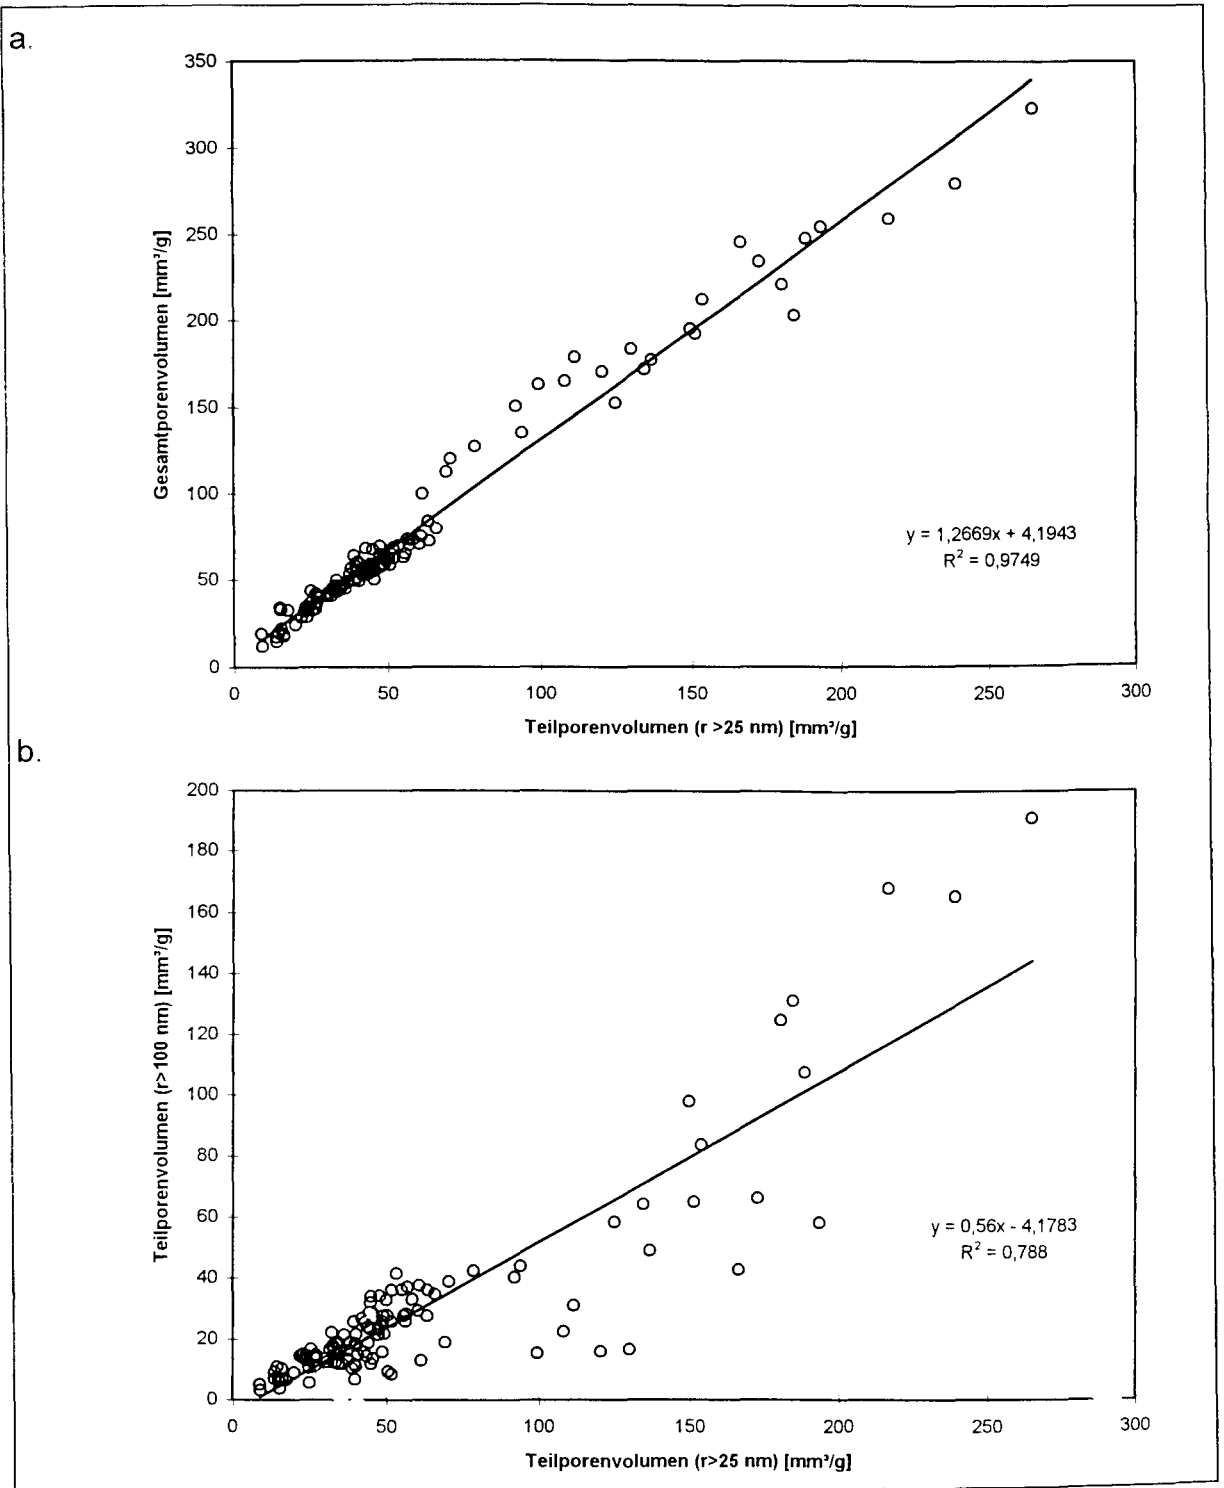 a.
350
300
250
200
150
100
50
0
Gesamtporenvolumen [mm³/g]
y = 1,2669x + 4,1943
R² = 0,9749
0 50 100 150 200 250 300
Teilporenvolumen (r >25 nm) [mm³/g]
b.
200
180
160
140
120
100
80
60
40
20
0
Teilporenvolumen (r>100 nm) [mm³/g]
y = 0,56x - 4,1783
R² = 0,788
0 50 100 150 200 250 300
Teilporenvolumen (r>25 nm) [mm³/g]